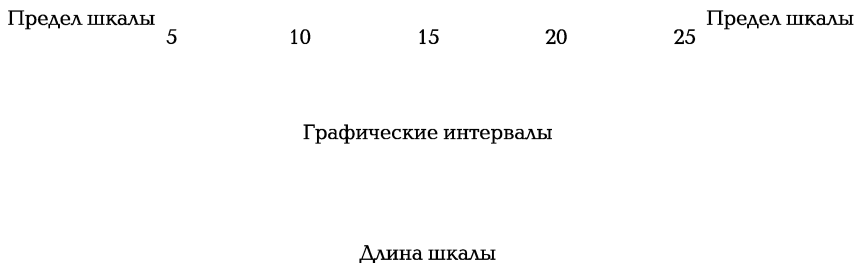 Предел шкалы 5 10 15 20 25 Предел шкалы
Графические интервалы
Длина шкалы